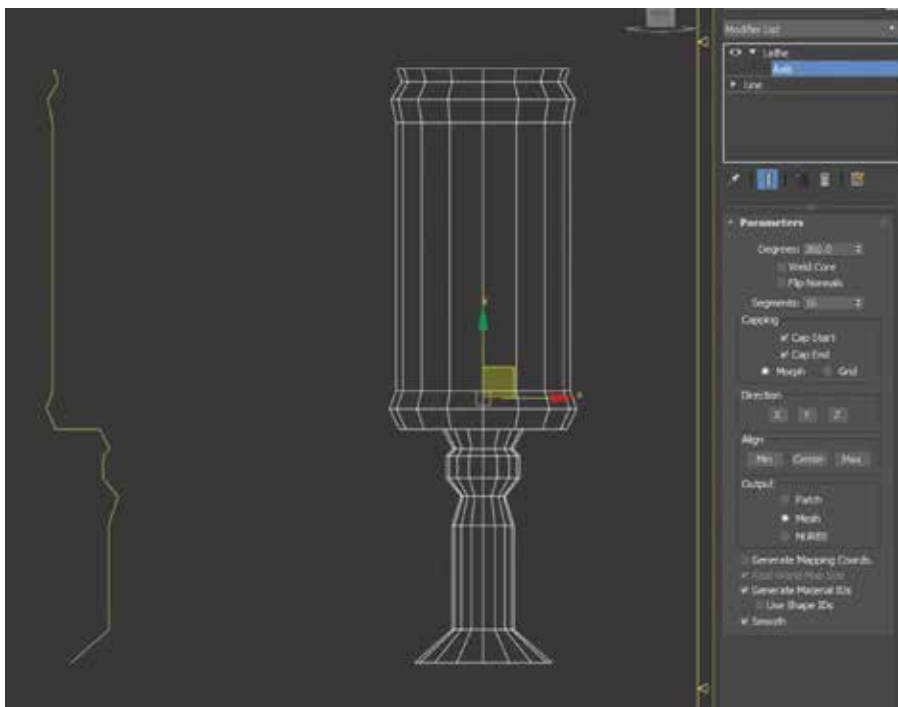 Modifier List
Lathe
Axis
Line
Parameters
Degrees: 360.0
Weld Core
Flip Normals
Segments: 16
Capping
Cap Start
Cap End
Morph Grid
Direction
X Y Z
Align
Min Center Max
Output
Patch
Mesh
NURBS
Generate Mapping Coords.
Real-World Map Size
Generate Material IDs
Use Shape IDs
Smooth
x